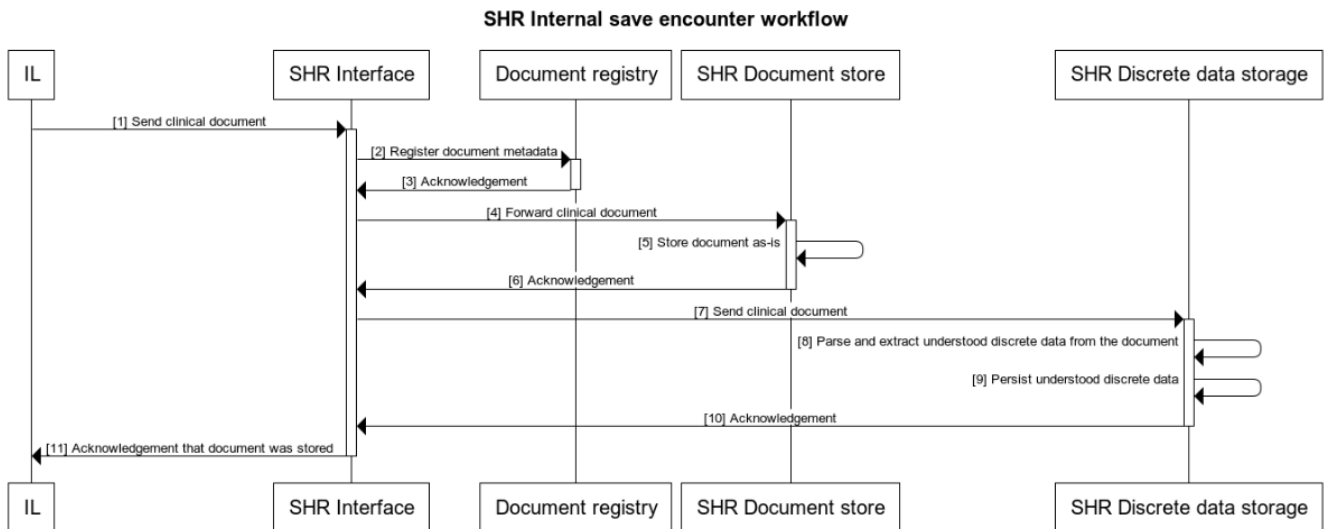 SHR Internal save encounter workflow
IL
SHR Interface
Document registry
SHR Document store
SHR Discrete data storage
[1] Send clinical document
[2] Register document metadata
[3] Acknowledgement
[4] Forward clinical document
[5] Store document as-is
[6] Acknowledgement
[7] Send clinical document
[8] Parse and extract understood discrete data from the document
[9] Persist understood discrete data
[10] Acknowledgement
[11] Acknowledgement that document was stored
IL
SHR Interface
Document registry
SHR Document store
SHR Discrete data storage